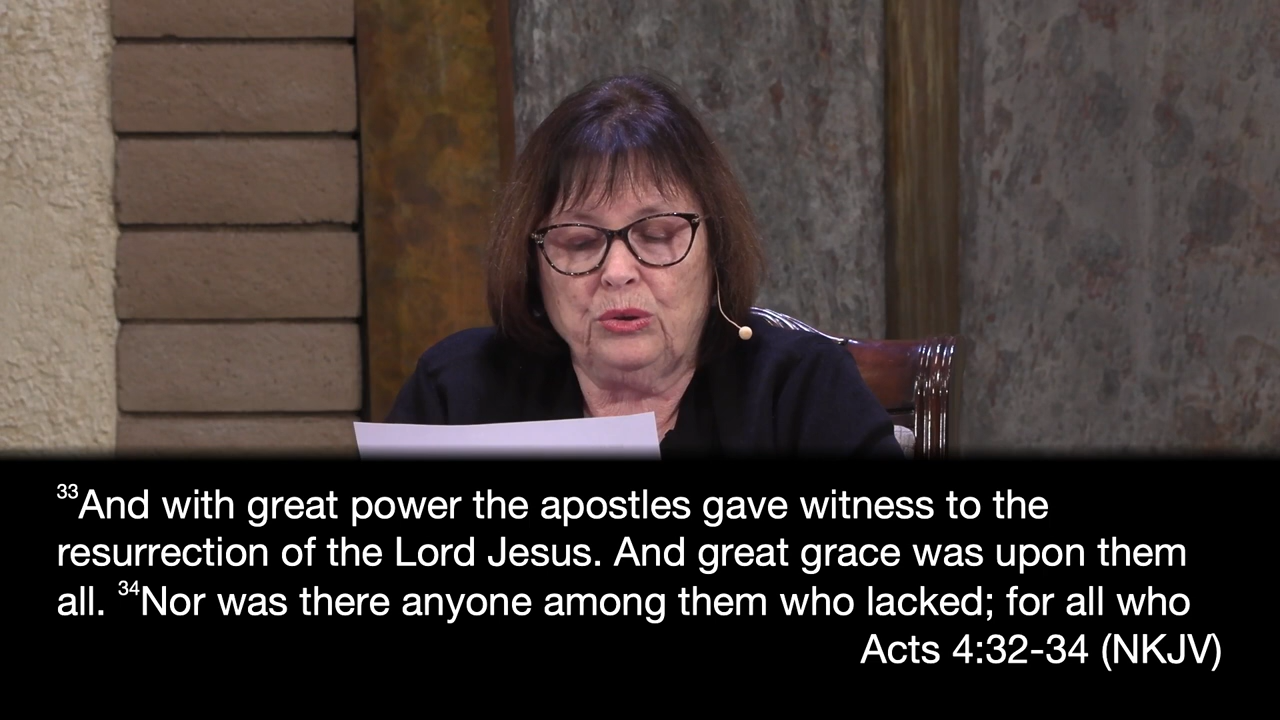 33And with great power the apostles gave witness to the
resurrection of the Lord Jesus. And great grace was upon them
all. 34Nor was there anyone among them who lacked; for all who
Acts 4:32-34 (NKJV)